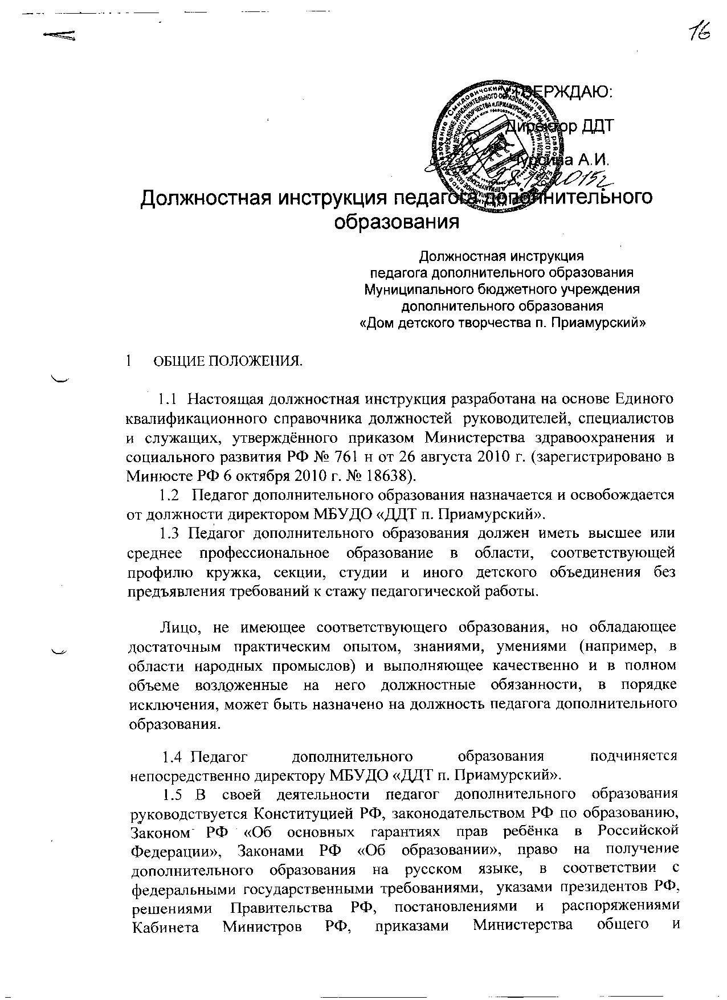 16
УТВЕРЖДАЮ:
Директор ДДТ
Чурсина А.И.
Должностная инструкция педагога дополнительного
образования
Должностная инструкция
педагога дополнительного образования
Муниципального бюджетного учреждения
дополнительного образования
«Дом детского творчества п. Приамурский»
1 ОБЩИЕ ПОЛОЖЕНИЯ.
1.1 Настоящая должностная инструкция разработана на основе Единого
квалификационного справочника должностей руководителей, специалистов
и служащих, утверждённого приказом Министерства здравоохранения и
социального развития РФ № 761 н от 26 августа 2010 г. (зарегистрировано в
Минюсте РФ 6 октября 2010 г. № 18638).
1.2 Педагог дополнительного образования назначается и освобождается
от должности директором МБУДО «ДДТ п. Приамурский».
1.3 Педагог дополнительного образования должен иметь высшее или
среднее профессиональное образование в области, соответствующей
профилю кружка, секции, студии и иного детского объединения без
предъявления требований к стажу педагогической работы.
Лицо, не имеющее соответствующего образования, но обладающее
достаточным практическим опытом, знаниями, умениями (например, в
области народных промыслов) и выполняющее качественно и в полном
объеме возложенные на него должностные обязанности, в порядке
исключения, может быть назначено на должность педагога дополнительного
образования.
1.4 Педагог дополнительного образования подчиняется
непосредственно директору МБУДО «ДДТ п. Приамурский».
1.5 В своей деятельности педагог дополнительного образования
руководствуется Конституцией РФ, законодательством РФ по образованию,
Законом РФ «Об основных гарантиях прав ребёнка в Российской
Федерации», Законами РФ «Об образовании», право на получение
дополнительного образования на русском языке, в соответствии с
федеральными государственными требованиями, указами президентов РФ,
решениями Правительства РФ, постановлениями и распоряжениями
Кабинета Министров РФ, приказами Министерства общего и